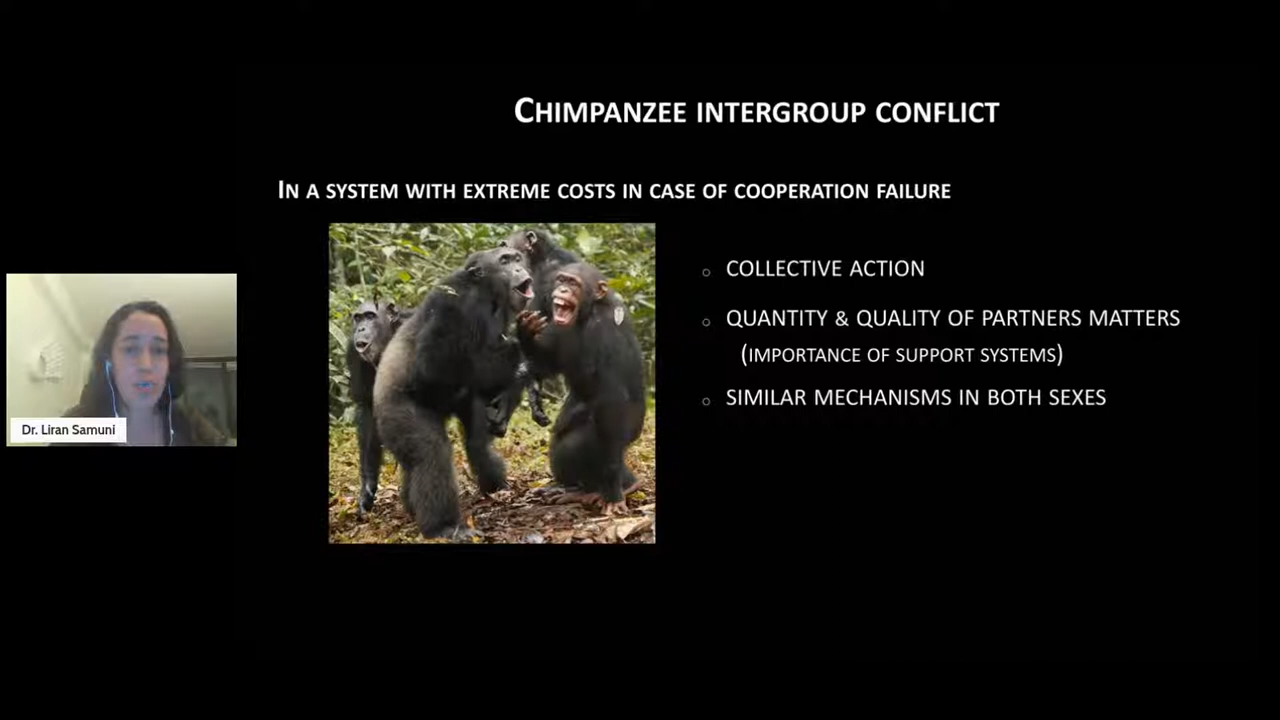 CHIMPANZEE INTERGROUP CONFLICT
IN A SYSTEM WITH EXTREME COSTS IN CASE OF COOPERATION FAILURE
COLLECTIVE ACTION
QUANTITY & QUALITY OF PARTNERS MATTERS
(IMPORTANCE OF SUPPORT SYSTEMS)
SIMILAR MECHANISMS IN BOTH SEXES
Dr. Liran Samuni